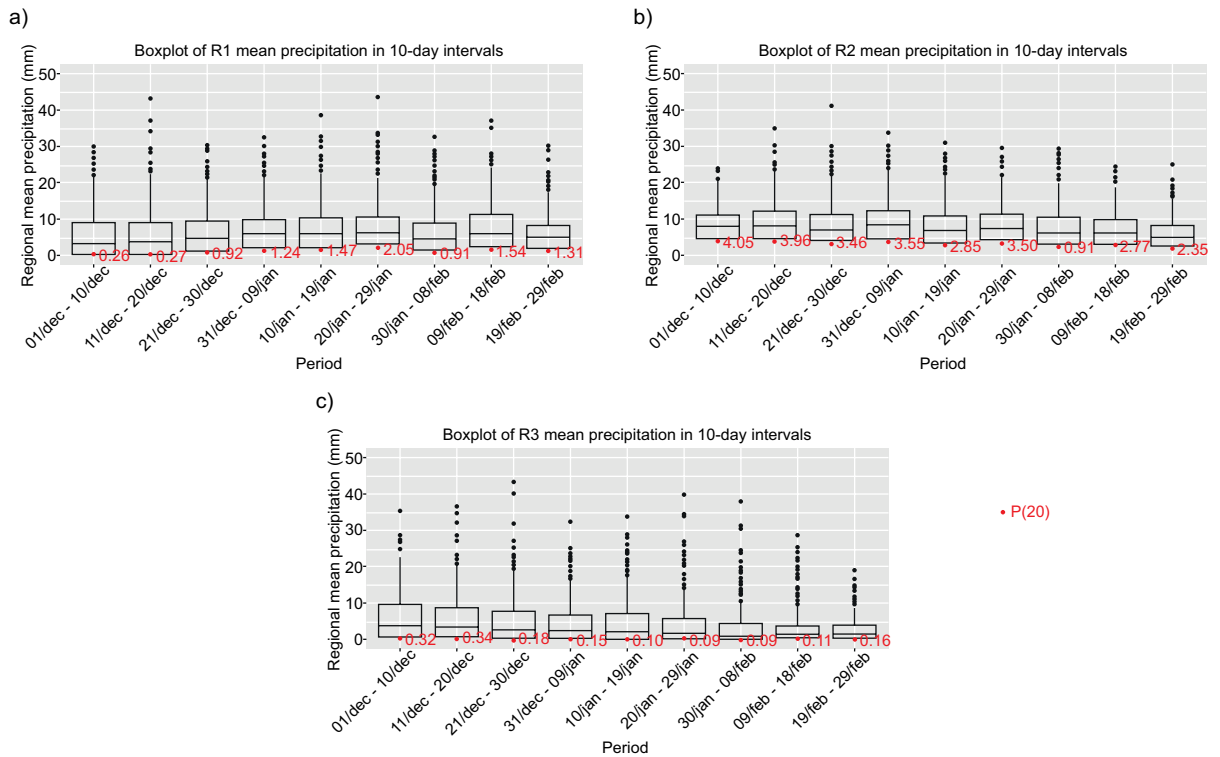 a)
Boxplot of R1 mean precipitation in 10-day intervals
Regional mean precipitation (mm)
50
40
30
20
10
0
0.26
0.27
0.92
1.24
1.47
2.05
0.91
1.54
1.31
01/dec - 10/dec
11/dec - 20/dec
21/dec - 30/dec
31/dec - 09/jan
10/jan - 19/jan
20/jan - 29/jan
30/jan - 08/feb
09/feb - 18/feb
19/feb - 29/feb
Period
b)
Boxplot of R2 mean precipitation in 10-day intervals
Regional mean precipitation (mm)
50
40
30
20
10
0
4.05
3.96
3.46
3.55
2.85
3.50
0.91
2.77
2.35
01/dec - 10/dec
11/dec - 20/dec
21/dec - 30/dec
31/dec - 09/jan
10/jan - 19/jan
20/jan - 29/jan
30/jan - 08/feb
09/feb - 18/feb
19/feb - 29/feb
Period
c)
Boxplot of R3 mean precipitation in 10-day intervals
Regional mean precipitation (mm)
50
40
30
20
10
0
0.32
0.34
0.18
0.15
0.10
0.09
0.09
0.11
0.16
01/dec - 10/dec
11/dec - 20/dec
21/dec - 30/dec
31/dec - 09/jan
10/jan - 19/jan
20/jan - 29/jan
30/jan - 08/feb
09/feb - 18/feb
19/feb - 29/feb
Period
P(20)